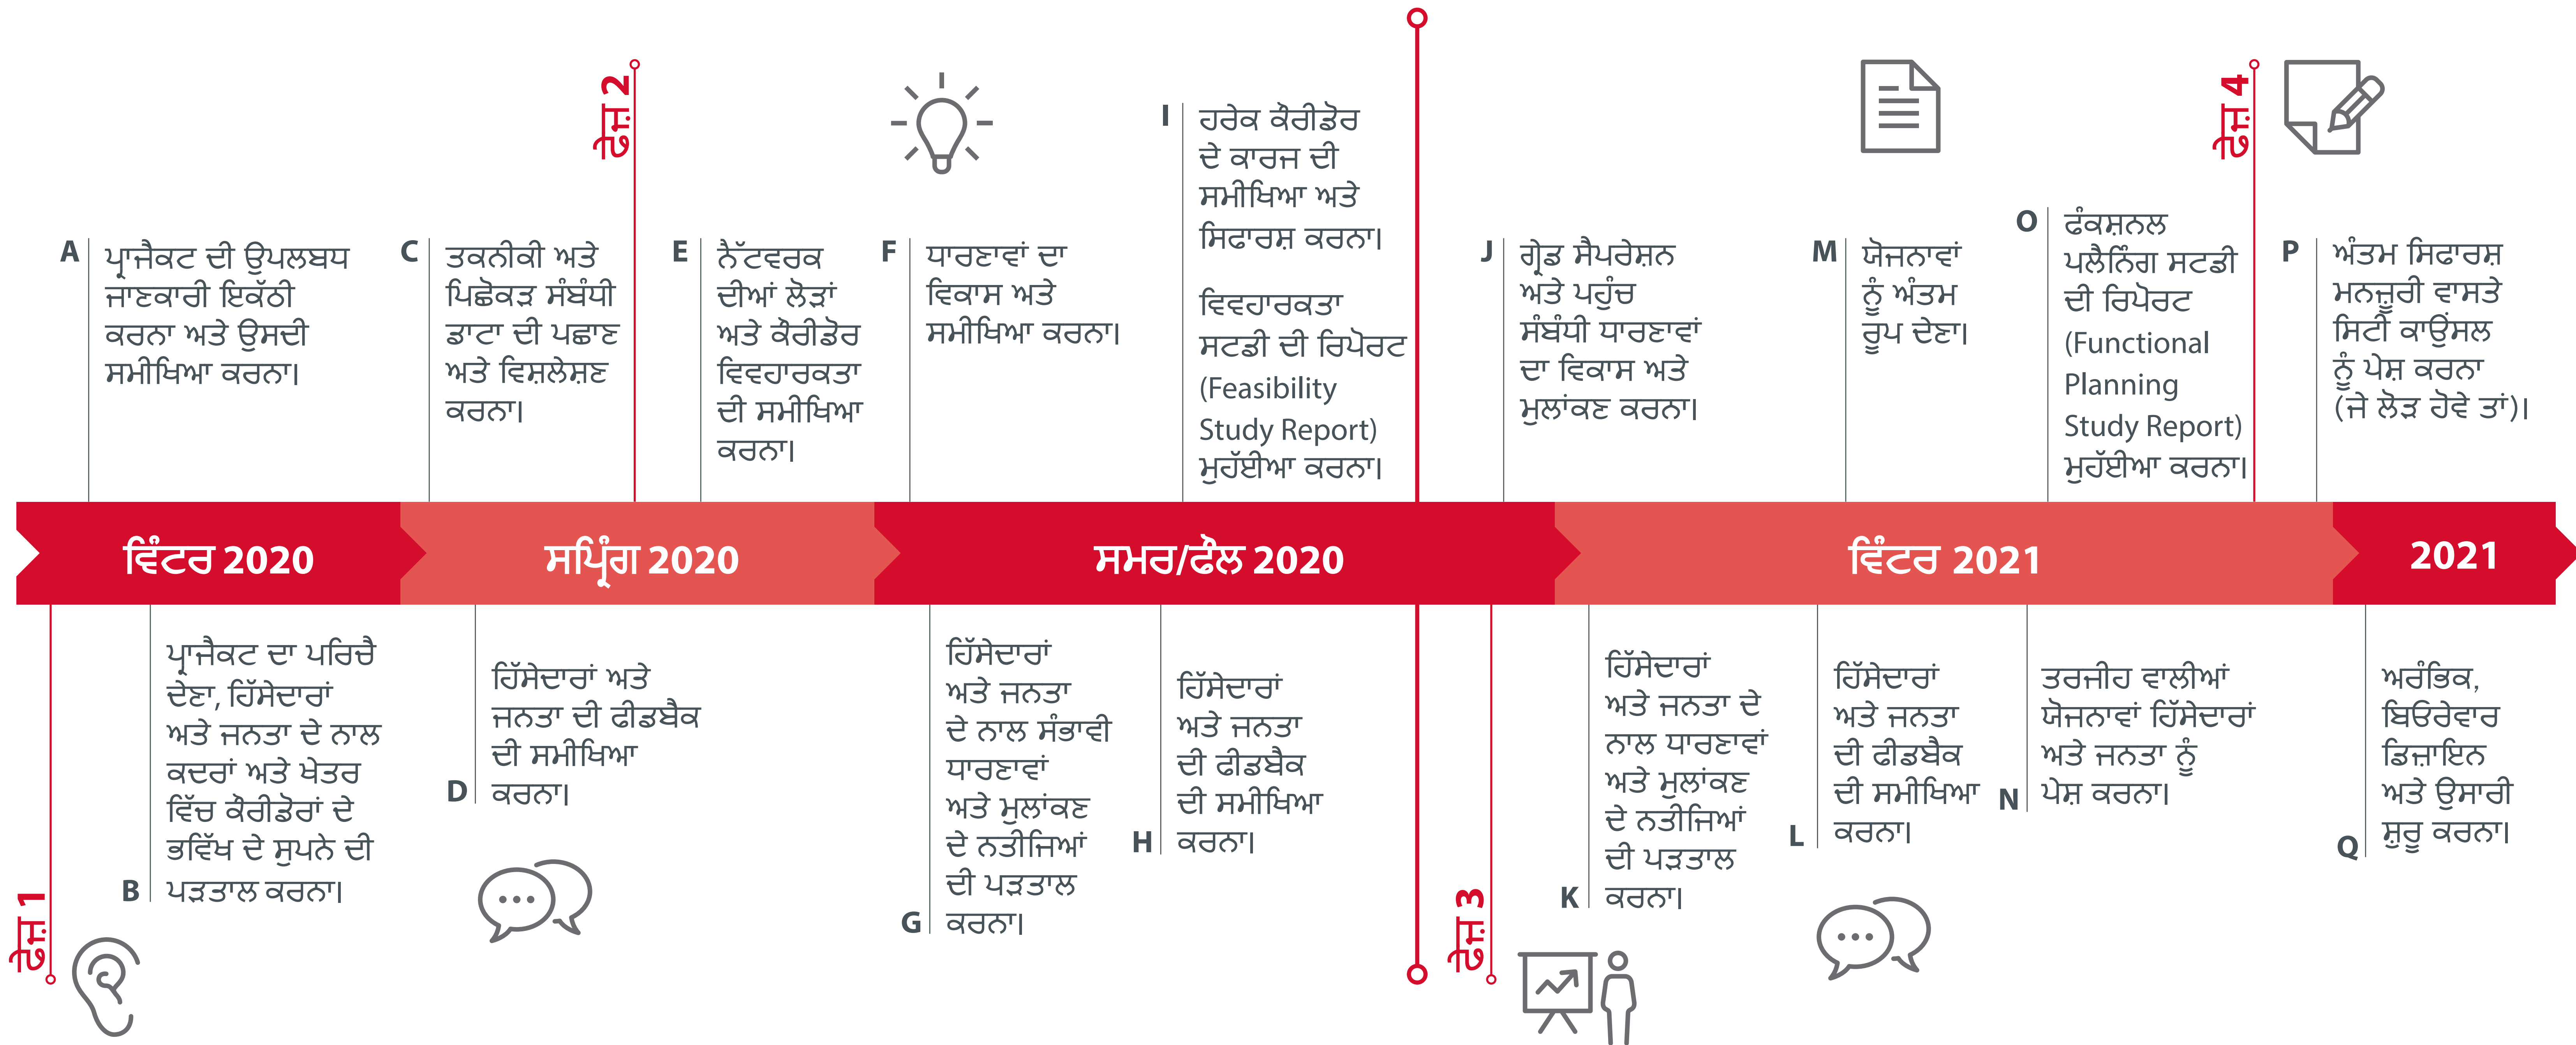 ਫੇਜ਼ 1
A
ਪ੍ਰਾਜੈਕਟ ਦੀ ਉਪਲਬਧ
ਜਾਣਕਾਰੀ ਇਕੱਠੀ
ਕਰਨਾ ਅਤੇ ਉਸਦੀ
ਸਮੀਖਿਆ ਕਰਨਾ।
B
ਪ੍ਰਾਜੈਕਟ ਦਾ ਪਰਿਚੈ
ਦੇਣਾ, ਹਿੱਸੇਦਾਰਾਂ
ਅਤੇ ਜਨਤਾ ਦੇ ਨਾਲ
ਕਦਰਾਂ ਅਤੇ ਖੇਤਰ
ਵਿੱਚ ਕੌਰੀਡੋਰਾਂ ਦੇ
ਭਵਿੱਖ ਦੇ ਸੁਪਨੇ ਦੀ
ਪੜਤਾਲ ਕਰਨਾ।
C
ਤਕਨੀਕੀ ਅਤੇ
ਪਿਛੋਕੜ ਸੰਬੰਧੀ
ਡਾਟਾ ਦੀ ਪਛਾਣ
ਅਤੇ ਵਿਸ਼ਲੇਸ਼ਣ
ਕਰਨਾ।
D
ਹਿੱਸੇਦਾਰਾਂ ਅਤੇ
ਜਨਤਾ ਦੀ ਫੀਡਬੈਕ
ਦੀ ਸਮੀਖਿਆ
ਕਰਨਾ।
ਫੇਜ਼ 2
E
ਨੈੱਟਵਰਕ
ਦੀਆਂ ਲੋੜਾਂ
ਅਤੇ ਕੌਰੀਡੋਰ
ਵਿਵਹਾਰਕਤਾ
ਦੀ ਸਮੀਖਿਆ
ਕਰਨਾ।
F
ਧਾਰਣਾਵਾਂ ਦਾ
ਵਿਕਾਸ ਅਤੇ
ਸਮੀਖਿਆ ਕਰਨਾ।
G
ਹਿੱਸੇਦਾਰਾਂ
ਅਤੇ ਜਨਤਾ
ਦੇ ਨਾਲ ਸੰਭਾਵੀ
ਧਾਰਣਾਵਾਂ
ਅਤੇ ਮੁਲਾਂਕਣ
ਦੇ ਨਤੀਜਿਆਂ
ਦੀ ਪੜਤਾਲ
ਕਰਨਾ।
H
ਹਿੱਸੇਦਾਰਾਂ
ਅਤੇ ਜਨਤਾ
ਦੀ ਫੀਡਬੈਕ
ਦੀ ਸਮੀਖਿਆ
ਕਰਨਾ।
I
ਹਰੇਕ ਕੌਰੀਡੋਰ
ਦੇ ਕਾਰਜ ਦੀ
ਸਮੀਖਿਆ ਅਤੇ
ਸਿਫਾਰਸ਼ ਕਰਨਾ।
ਵਿਵਹਾਰਕਤਾ
ਸਟਡੀ ਦੀ ਰਿਪੋਰਟ
(Feasibility
Study Report)
ਮੁਹੱਈਆ ਕਰਨਾ।
ਫੇਜ਼ 3
J
ਗ੍ਰੇਡ ਸੈਪਰੇਸ਼ਨ
ਅਤੇ ਪਹੁੰਚ
ਸੰਬੰਧੀ ਧਾਰਣਾਵਾਂ
ਦਾ ਵਿਕਾਸ ਅਤੇ
ਮੁਲਾਂਕਣ ਕਰਨਾ।
K
ਹਿੱਸੇਦਾਰਾਂ
ਅਤੇ ਜਨਤਾ ਦੇ
ਨਾਲ ਧਾਰਣਾਵਾਂ
ਅਤੇ ਮੁਲਾਂਕਣ
ਦੇ ਨਤੀਜਿਆਂ
ਦੀ ਪੜਤਾਲ
ਕਰਨਾ।
L
ਹਿੱਸੇਦਾਰਾਂ
ਅਤੇ ਜਨਤਾ
ਦੀ ਫੀਡਬੈਕ
ਦੀ ਸਮੀਖਿਆ
ਕਰਨਾ।
M
ਯੋਜਨਾਵਾਂ
ਨੂੰ ਅੰਤਮ
ਰੂਪ ਦੇਣਾ।
N
ਤਰਜੀਹ ਵਾਲੀਆਂ
ਯੋਜਨਾਵਾਂ ਹਿੱਸੇਦਾਰਾਂ
ਅਤੇ ਜਨਤਾ ਨੂੰ
ਪੇਸ਼ ਕਰਨਾ।
O
ਫੰਕਸ਼ਨਲ
ਪਲੈਨਿੰਗ ਸਟਡੀ
ਦੀ ਰਿਪੋਰਟ
(Functional
Planning
Study Report)
ਮੁਹੱਈਆ ਕਰਨਾ।
ਫੇਜ਼ 4
P
ਅੰਤਮ ਸਿਫਾਰਸ਼
ਮਨਜ਼ੂਰੀ ਵਾਸਤੇ
ਸਿਟੀ ਕਾਉਂਸਲ
ਨੂੰ ਪੇਸ਼ ਕਰਨਾ
(ਜੇ ਲੋੜ ਹੋਵੇ ਤਾਂ)।
Q
ਅਰੰਭਿਕ,
ਬਿਓਰੇਵਾਰ
ਡਿਜ਼ਾਇਨ
ਅਤੇ ਉਸਾਰੀ
ਸ਼ੁਰੂ ਕਰਨਾ।
ਵਿੰਟਰ 2020
ਸਪ੍ਰਿੰਗ 2020
ਸਮਰ/ਫੌਲ 2020
ਵਿੰਟਰ 2021
2021